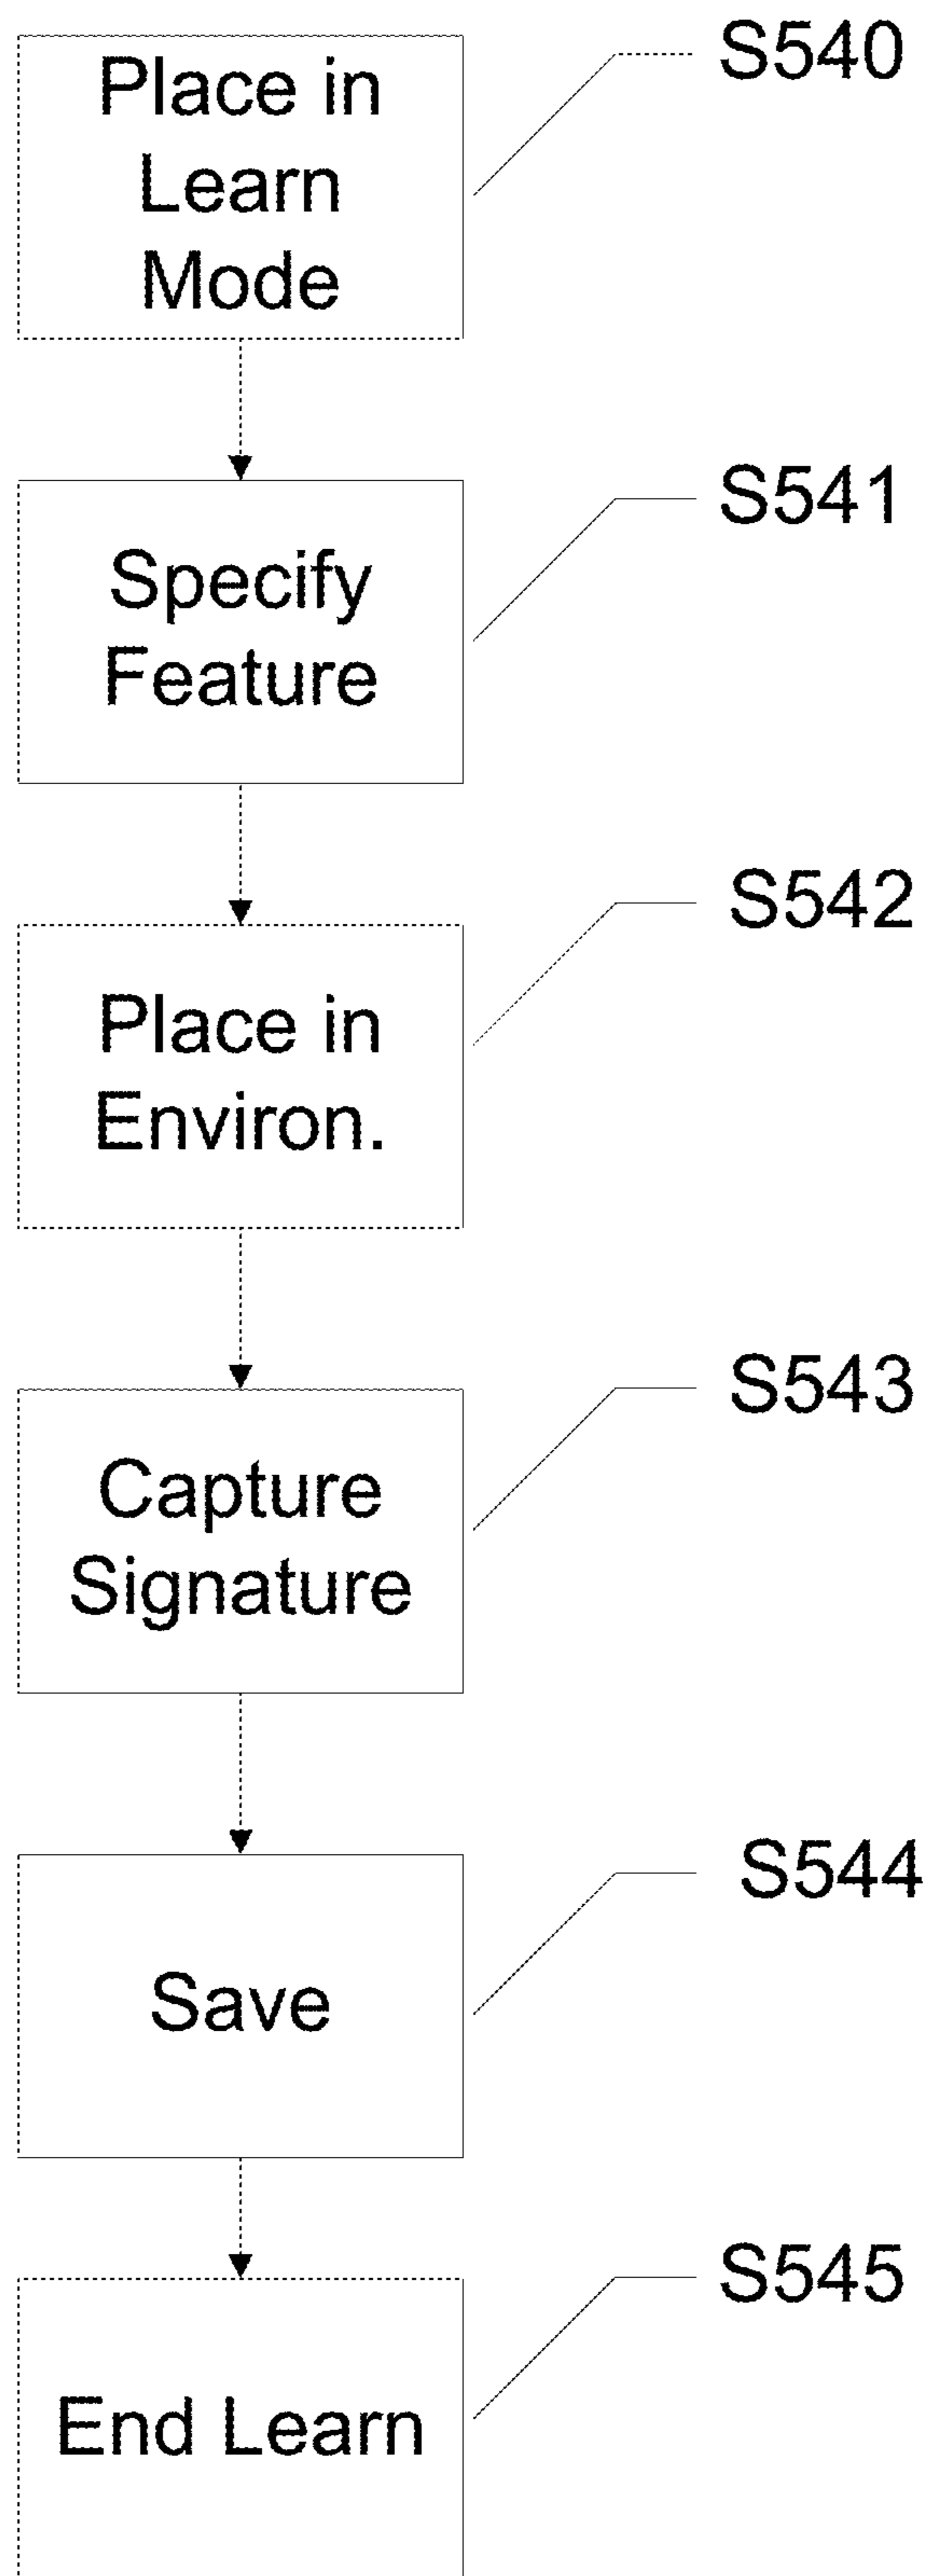 Place in
Learn
Mode
S540
Specify
Feature
S541
Place in
Environ.
S542
Capture
Signature
S543
Save
S544
End Learn
S545